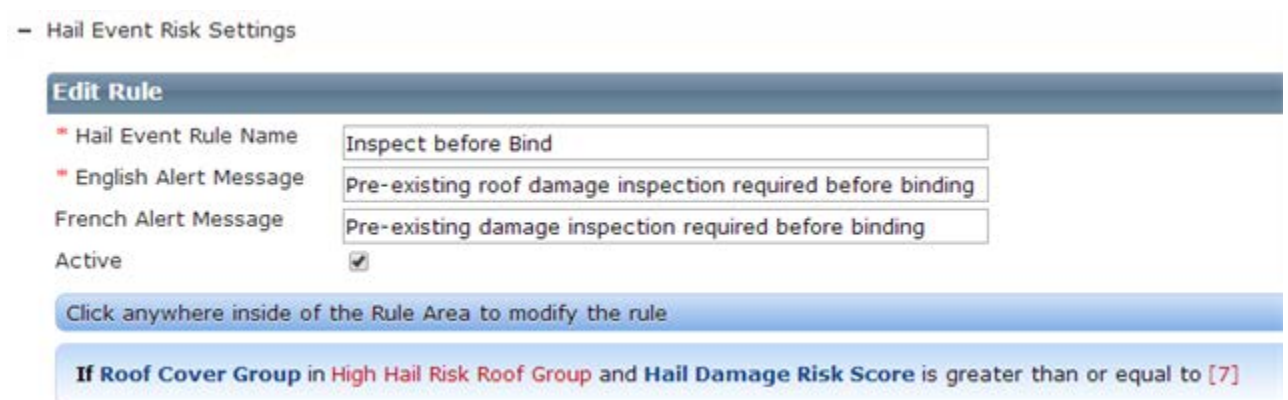 – Hail Event Risk Settings
Edit Rule
* Hail Event Rule Name Inspect before Bind
* English Alert Message Pre-existing roof damage inspection required before binding
French Alert Message Pre-existing damage inspection required before binding
Active
Click anywhere inside of the Rule Area to modify the rule
If Roof Cover Group in High Hail Risk Roof Group and Hail Damage Risk Score is greater than or equal to [7]